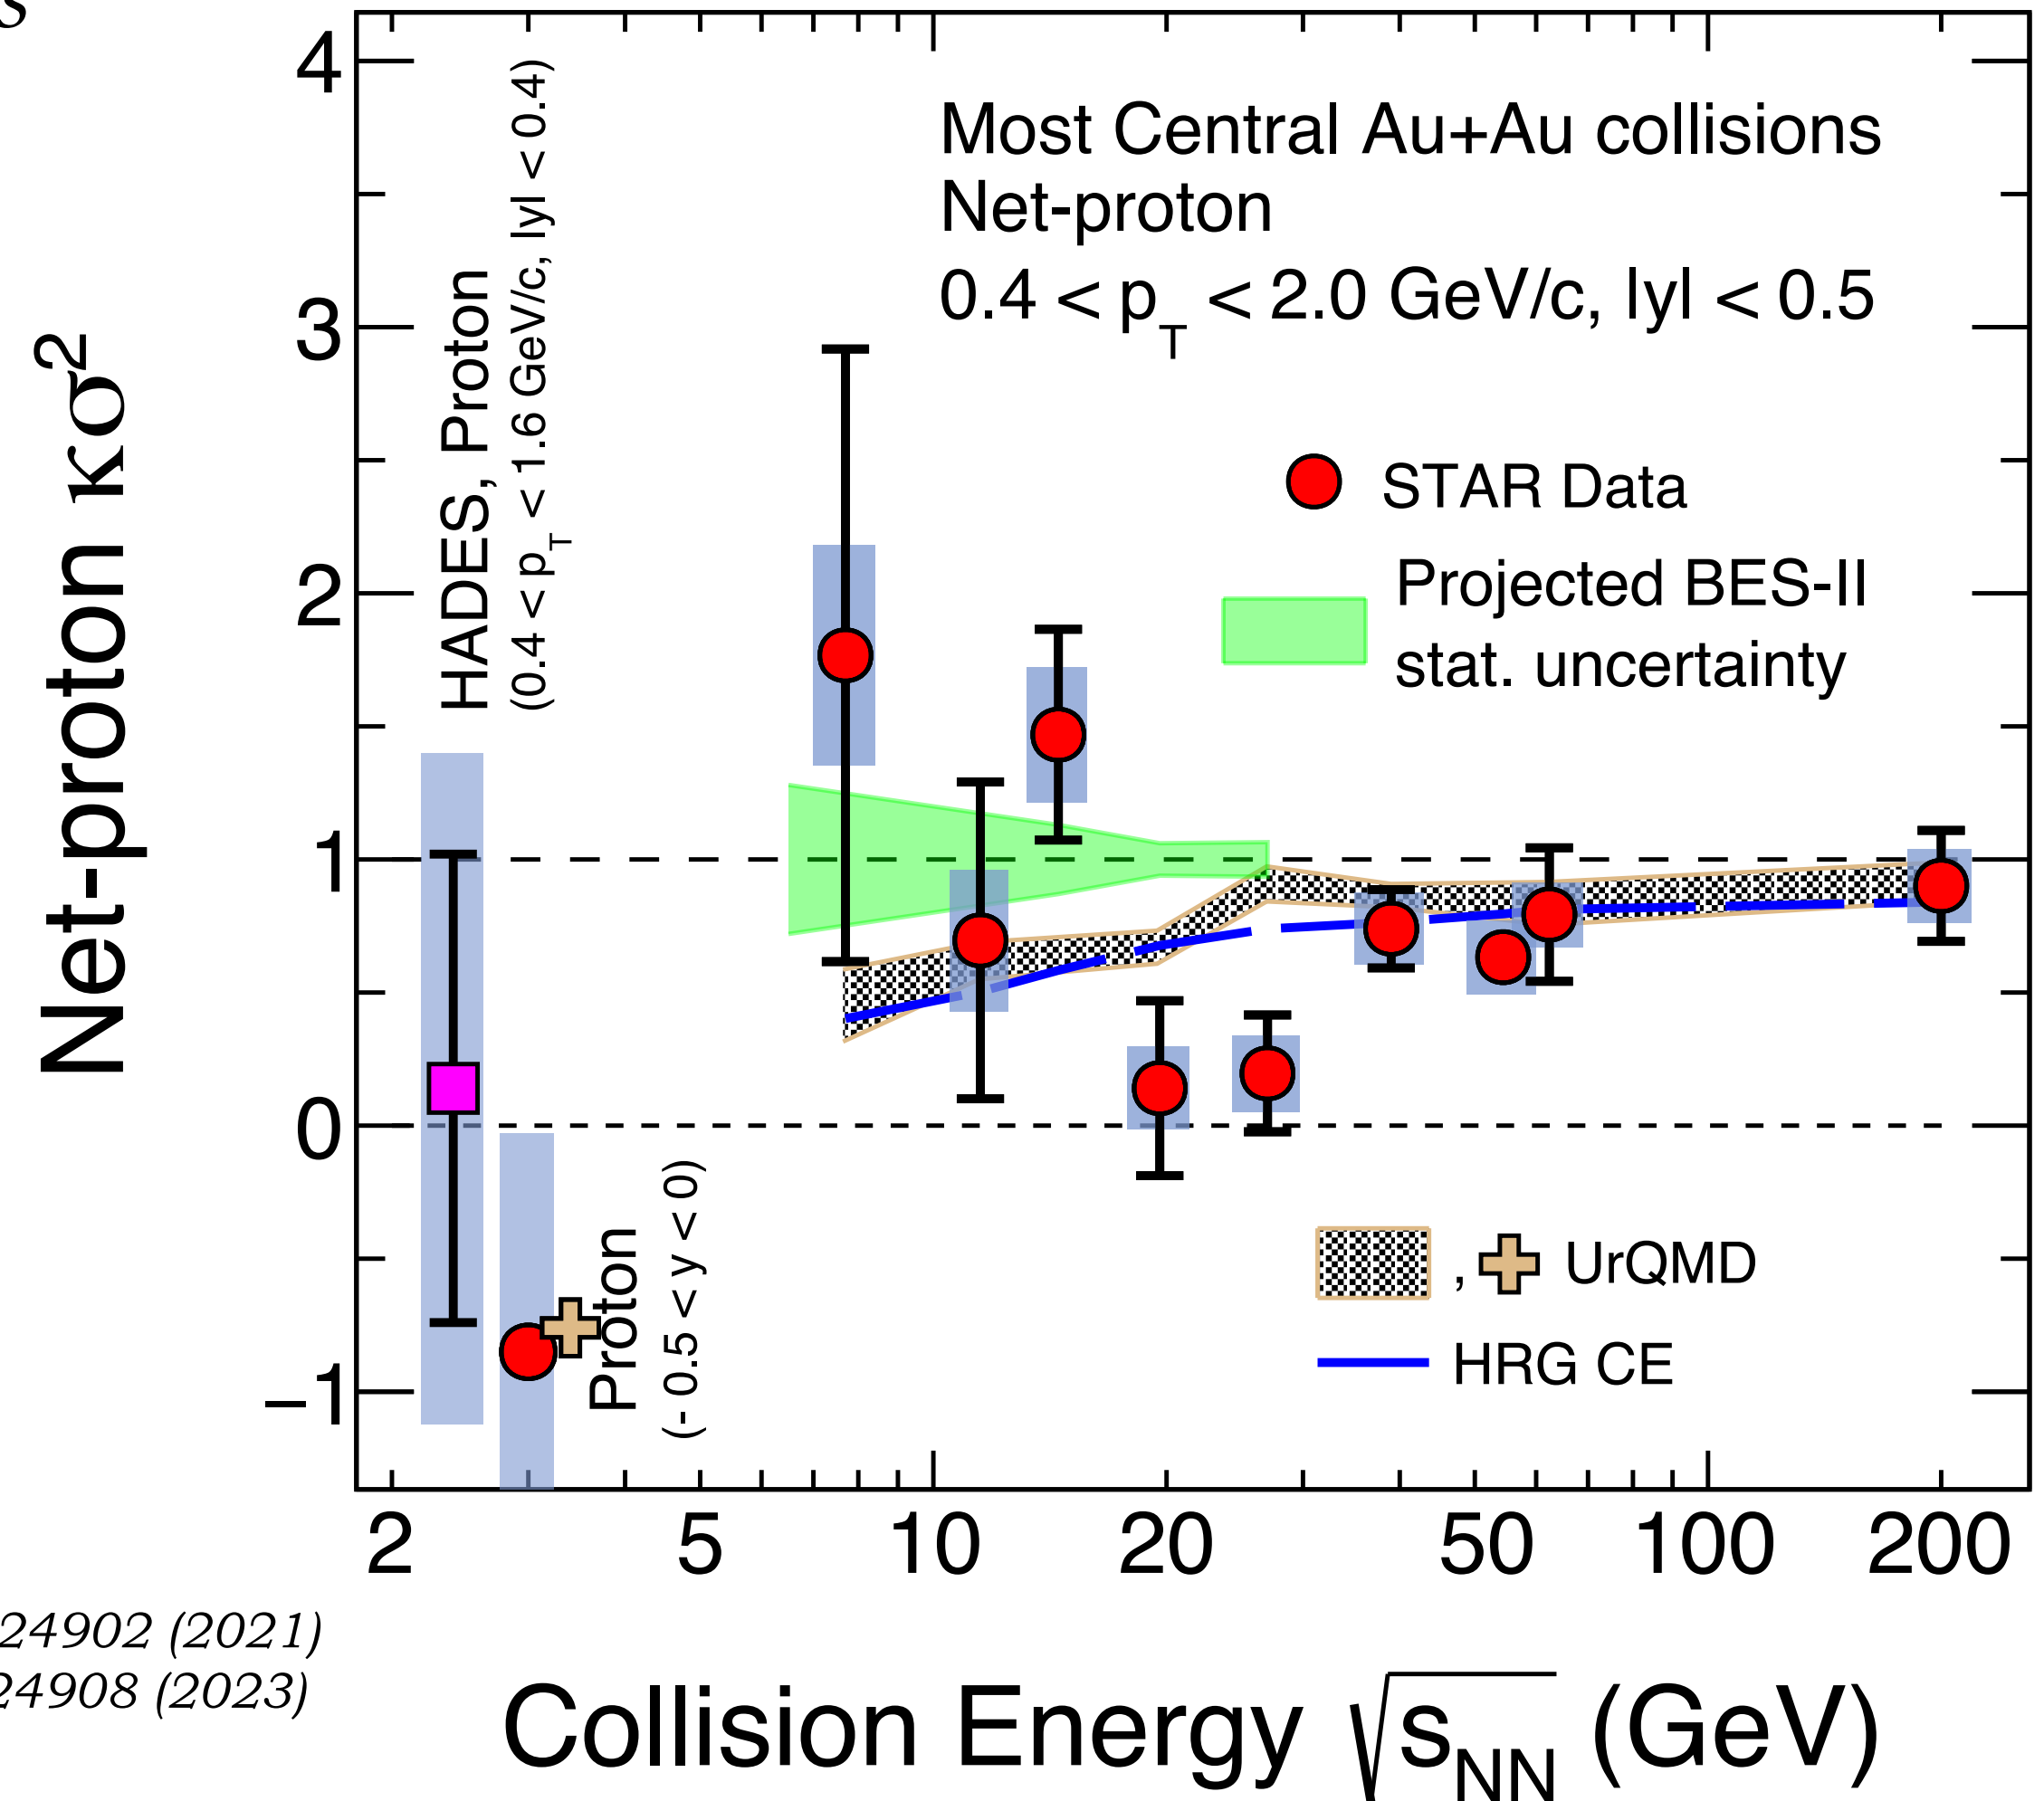 s
4
3
2
1
0
−1
Net-proton κσ²
HADES, Proton
(0.4 < p_T < 1.6 GeV/c, |y| < 0.4)
Most Central Au+Au collisions
Net-proton
0.4 < p_T < 2.0 GeV/c, |y| < 0.5
STAR Data
Projected BES-II
stat. uncertainty
Proton
(- 0.5 < y < 0)
, UrQMD
HRG CE
2 5 10 20 50 100 200
24902 (2021)
24908 (2023)
Collision Energy √s_NN (GeV)